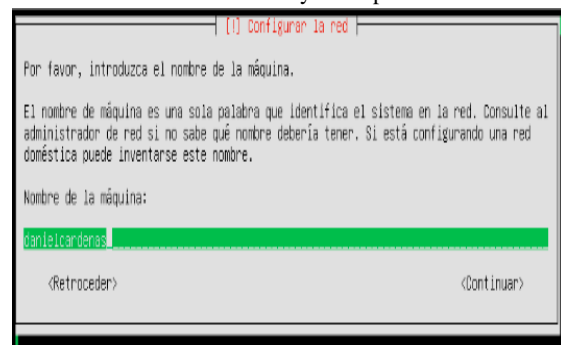 [!] Configurar la red
Por favor, introduzca el nombre de la máquina.
El nombre de máquina es una sola palabra que identifica el sistema en la red. Consulte al
administrador de red si no sabe qué nombre debería tener. Si está configurando una red
doméstica puede inventarse este nombre.
Nombre de la máquina:
danielcardenas
<Retroceder> <Continuar>